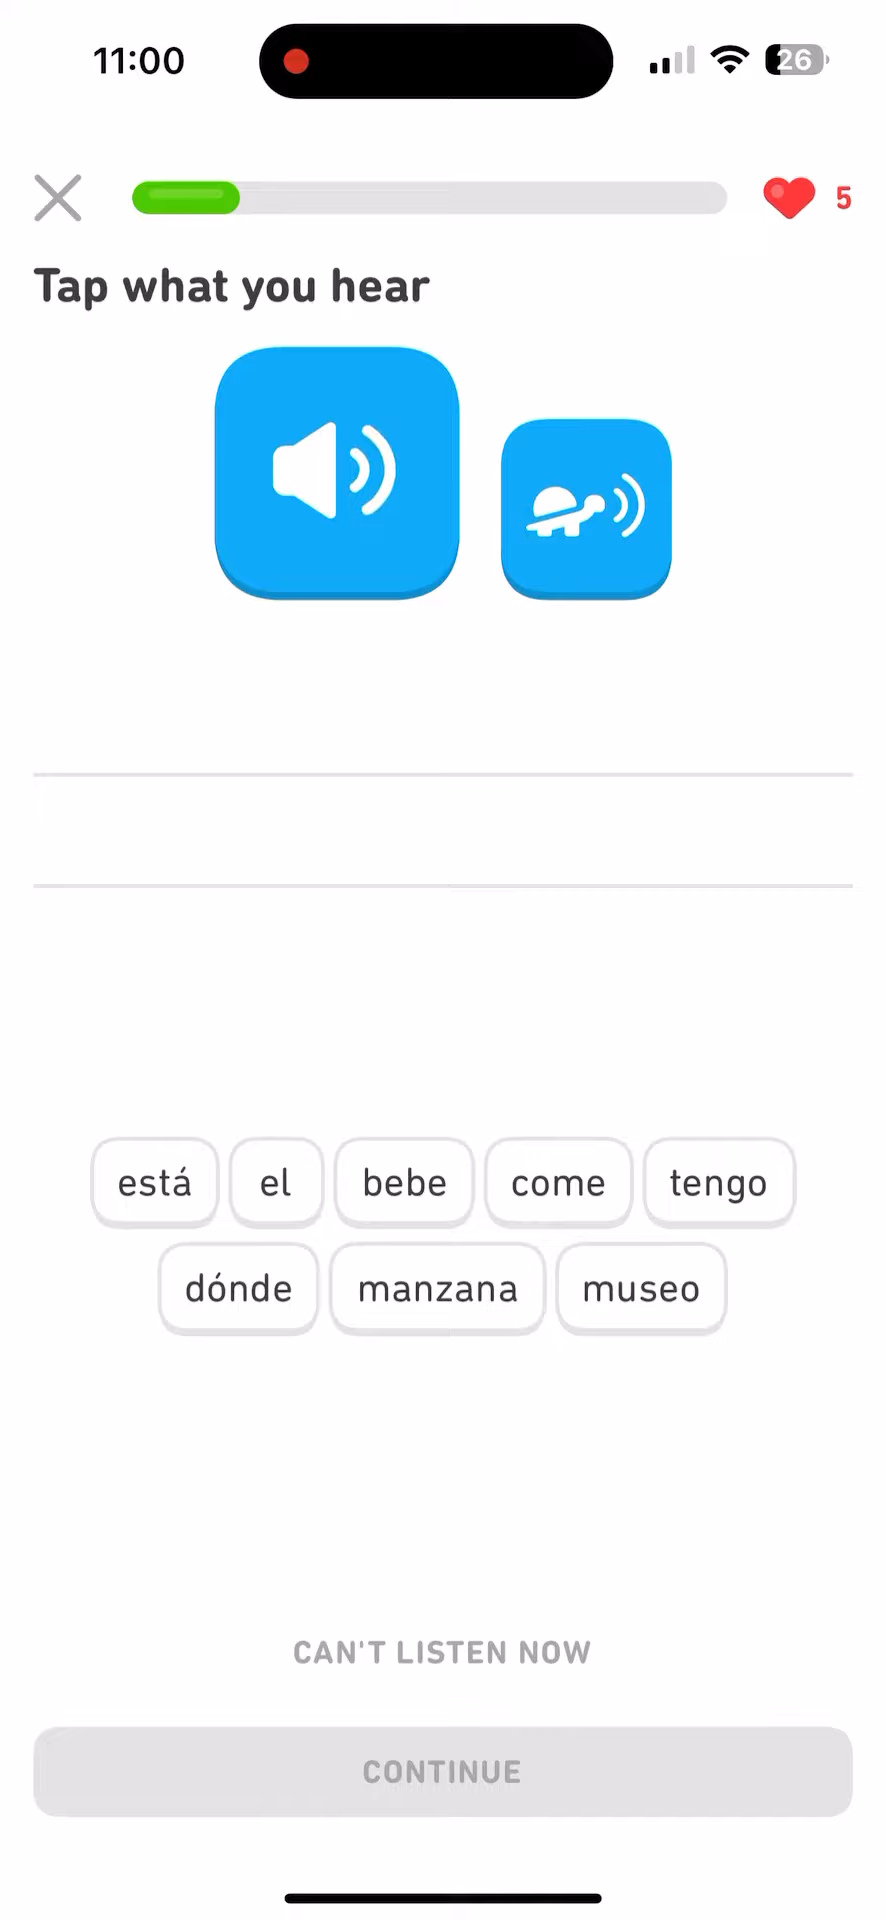 11:00
26
5
Tap what you hear
está el bebe come tengo
dónde manzana museo
CAN'T LISTEN NOW
CONTINUE